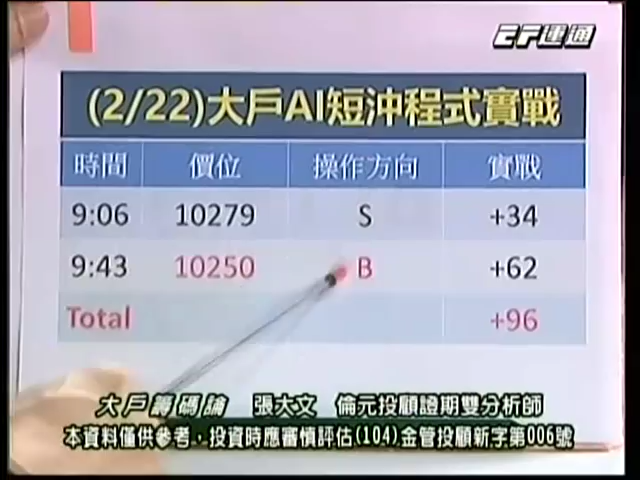 EF運通
(2/22)大戶AI短沖程式實戰
時間 價位 操作方向 實戰
9:06 10279 S +34
9:43 10250 B +62
Total +96
大戶籌碼論 張大文 倫元投顧證期雙分析師
本資料僅供參考，投資時應審慎評估(104)金管投顧新字第006號